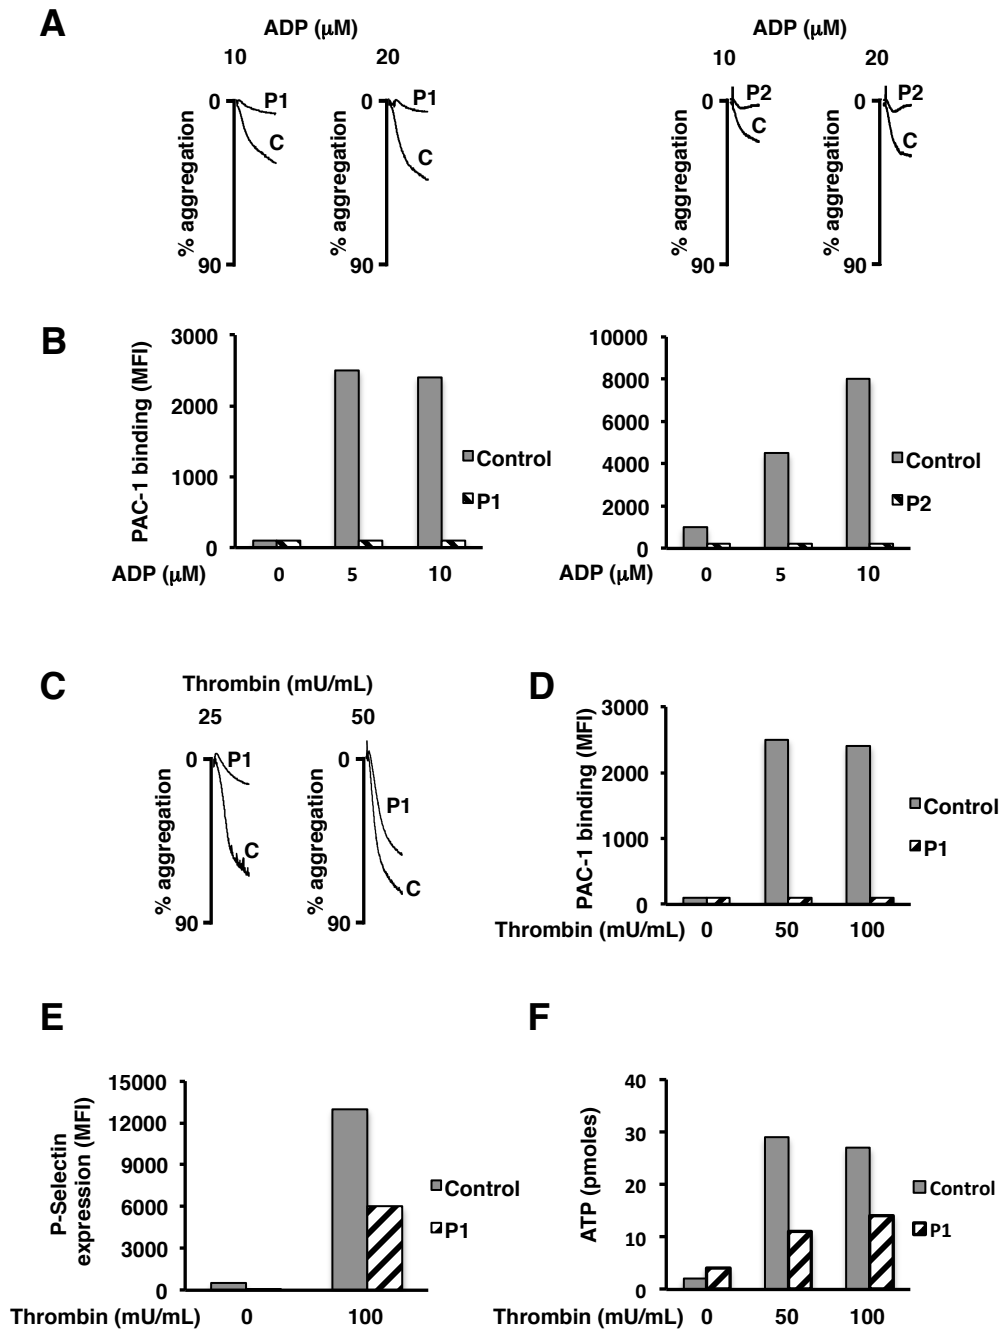 A
ADP (µM)
10 20
0 P1 0 P1
C C
% aggregation % aggregation
90 90
ADP (µM)
10 20
0 P2 0 P2
C C
% aggregation % aggregation
90 90
B
3000
2000
1000
0
PAC-1 binding (MFI)
Control
P1
ADP (µM) 0 5 10
10000
8000
6000
4000
2000
0
Control
P2
ADP (µM) 0 5 10
C
Thrombin (mU/mL)
25 50
0 P1 0 P1
C C
% aggregation % aggregation
90 90
D
3000
2000
1000
0
PAC-1 binding (MFI)
Control
P1
Thrombin (mU/mL) 0 50 100
E
15000
12000
9000
6000
3000
0
P-Selectin
expression (MFI)
Control
P1
Thrombin (mU/mL) 0 100
F
40
30
20
10
0
ATP (pmoles)
Control
P1
Thrombin (mU/mL) 0 50 100